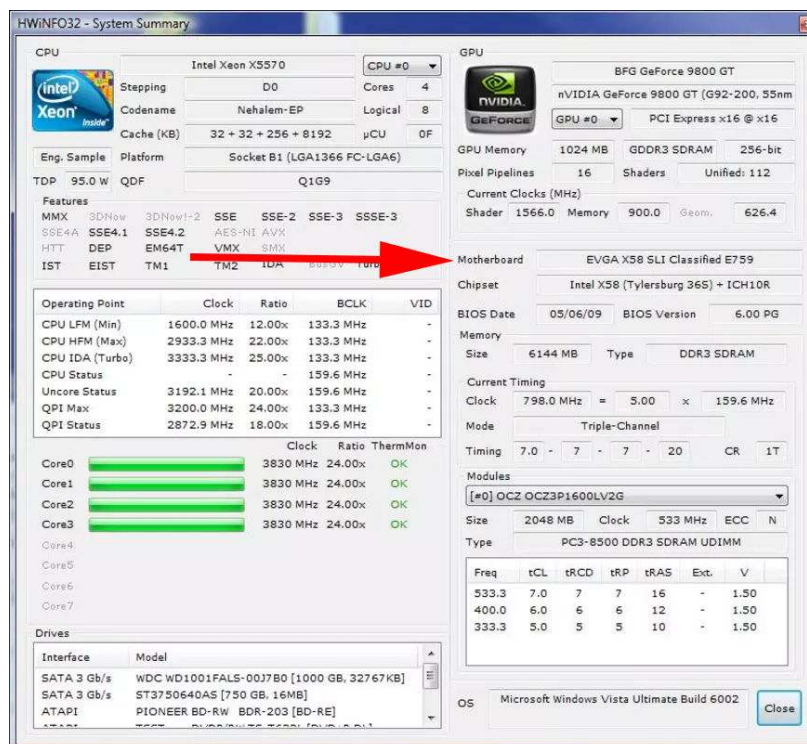 HWiNFO32 - System Summary
CPU
Intel Xeon X5570
CPU #0
intel
Xeon
inside
Stepping
D0
Cores
4
Codename
Nehalem-EP
Logical
8
Cache (KB)
32 + 32 + 256 + 8192
µCU
0F
Eng. Sample
Platform
Socket B1 (LGA1366 FC-LGA6)
TDP
95.0 W
QDF
Q1G9
Features
MMX 3DNow 3DNow!-2 SSE SSE-2 SSE-3 SSSE-3
SSE4A SSE4.1 SSE4.2 AES-NI AVX
HTT DEP EM64T VMX SMX
IST EIST TM1 TM2 IDA
Operating Point Clock Ratio BCLK VID
CPU LFM (Min) 1600.0 MHz 12.00x 133.3 MHz -
CPU HFM (Max) 2933.3 MHz 22.00x 133.3 MHz -
CPU IDA (Turbo) 3333.3 MHz 25.00x 133.3 MHz -
CPU Status - - 159.6 MHz -
Uncore Status 3192.1 MHz 20.00x 159.6 MHz -
QPI Max 3200.0 MHz 24.00x 133.3 MHz -
QPI Status 2872.9 MHz 18.00x 159.6 MHz -
Clock Ratio ThermMon
Core0 3830 MHz 24.00x OK
Core1 3830 MHz 24.00x OK
Core2 3830 MHz 24.00x OK
Core3 3830 MHz 24.00x OK
Core4
Core5
Core6
Core7
Drives
Interface Model
SATA 3 Gb/s WDC WD1001FALS-00J7B0 [1000 GB, 32767KB]
SATA 3 Gb/s ST3750640AS [750 GB, 16MB]
ATAPI PIONEER BD-RW BDR-203 [BD-RE]
GPU
BFG GeForce 9800 GT
nVIDIA GeForce 9800 GT (G92-200, 55nm
NVIDIA.
GEFORCE
GPU #0
PCI Express x16 @ x16
GPU Memory 1024 MB GDDR3 SDRAM 256-bit
Pixel Pipelines 16 Shaders Unified: 112
Current Clocks (MHz)
Shader 1566.0 Memory 900.0 Geom. 626.4
Motherboard EVGA X58 SLI Classified E759
Chipset Intel X58 (Tylersburg 36S) + ICH10R
BIOS Date 05/06/09 BIOS Version 6.00 PG
Memory
Size 6144 MB Type DDR3 SDRAM
Current Timing
Clock 798.0 MHz = 5.00 x 159.6 MHz
Mode Triple-Channel
Timing 7.0 - 7 - 7 - 20 CR 1T
Modules
[#0] OCZ OCZ3P1600LV2G
Size 2048 MB Clock 533 MHz ECC N
Type PC3-8500 DDR3 SDRAM UDIMM
Freq tCL tRCD tRP tRAS Ext. V
533.3 7.0 7 7 16 - 1.50
400.0 6.0 6 6 12 - 1.50
333.3 5.0 5 5 10 - 1.50
OS Microsoft Windows Vista Ultimate Build 6002
Close